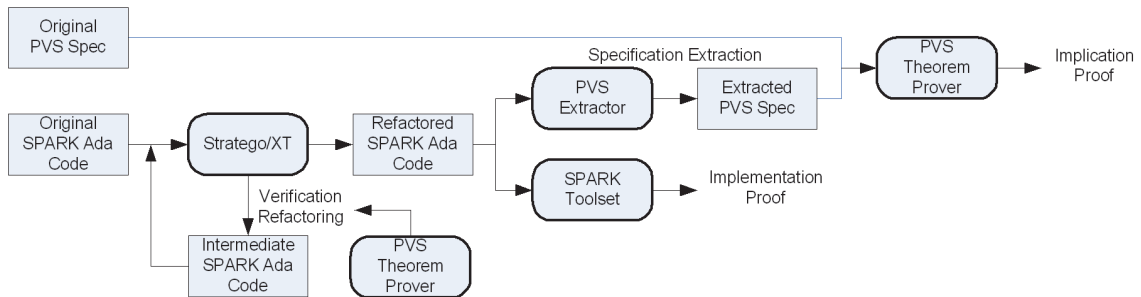 Original
PVS Spec
Specification Extraction
PVS
Theorem
Prover
Implication
Proof
PVS
Extractor
Extracted
PVS Spec
Original
SPARK Ada
Code
Stratego/XT
Refactored
SPARK Ada
Code
SPARK
Toolset
Implementation
Proof
Verification
Refactoring
Intermediate
SPARK Ada
Code
PVS
Theorem
Prover